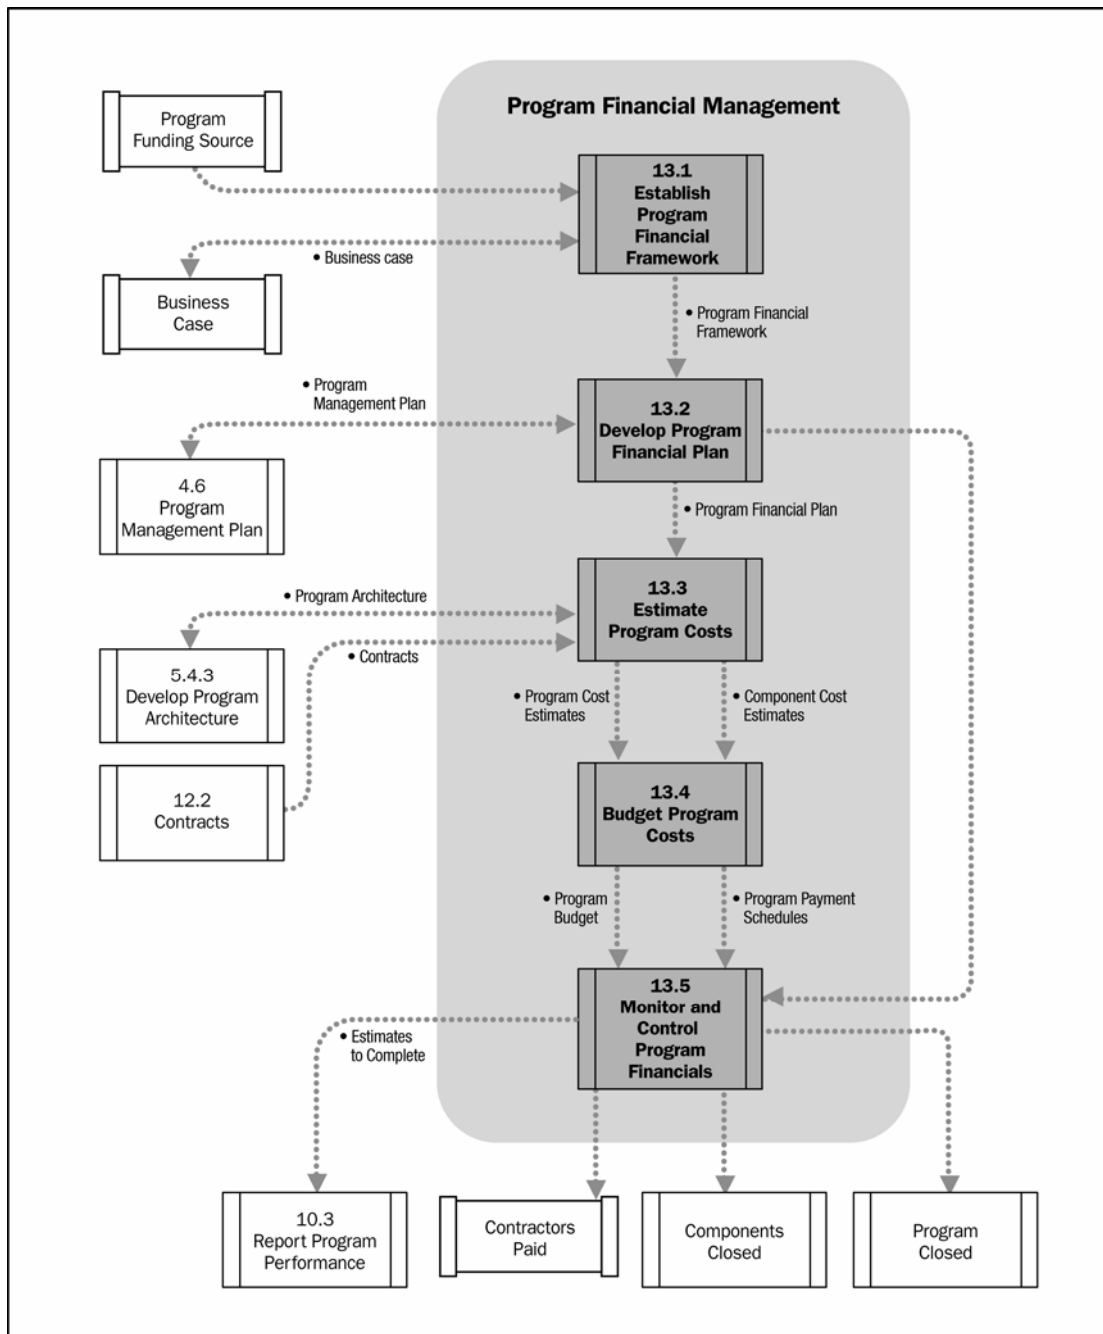 Program Financial Management
Program
Funding Source
13.1
Establish
Program
Financial
Framework
• Business case
Business
Case
• Program Financial
Framework
• Program
Management Plan
13.2
Develop Program
Financial Plan
4.6
Program
Management Plan
• Program Financial Plan
13.3
Estimate
Program Costs
• Program Architecture
• Contracts
5.4.3
Develop Program
Architecture
• Program Cost
Estimates
• Component Cost
Estimates
12.2
Contracts
13.4
Budget Program
Costs
• Program
Budget
• Program Payment
Schedules
13.5
Monitor and
Control
Program
Financials
• Estimates
to Complete
10.3
Report Program
Performance
Contractors
Paid
Components
Closed
Program
Closed